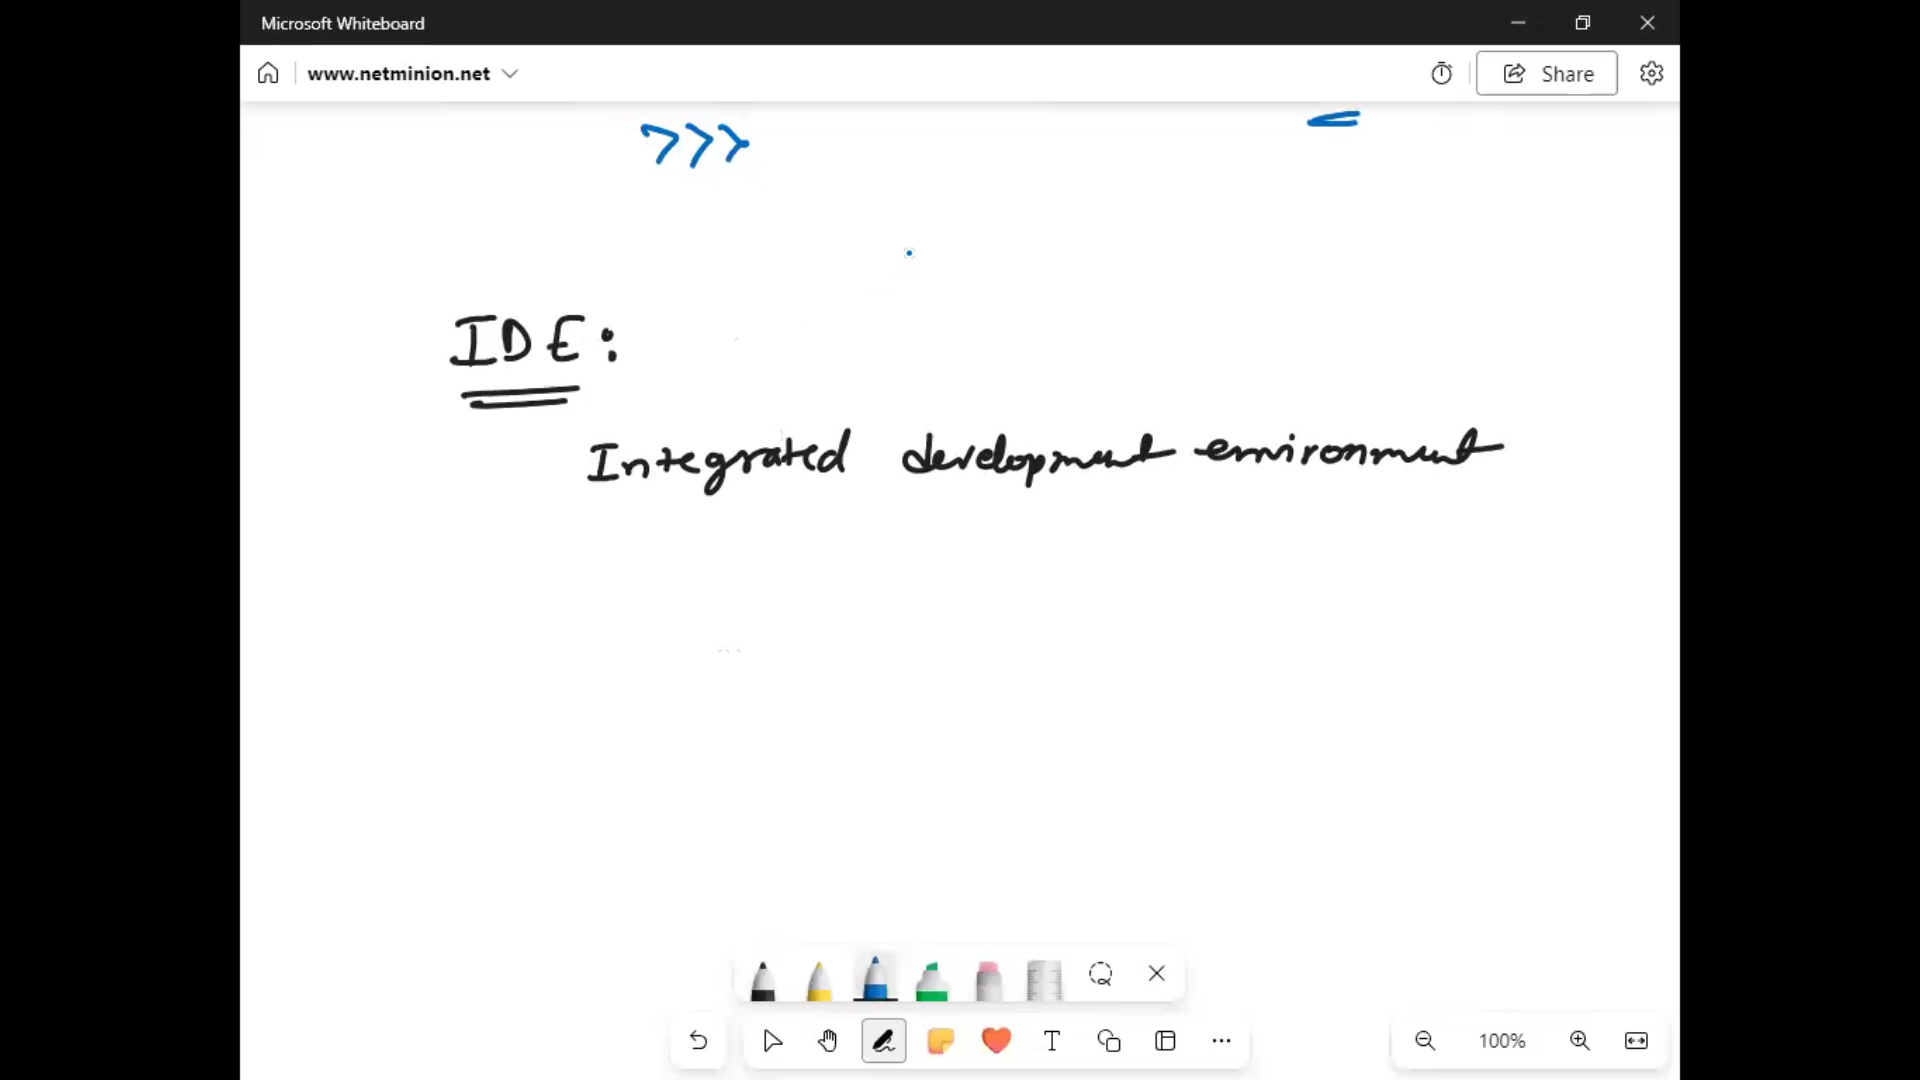 Microsoft Whiteboard
www.netminion.net
Share
>>>
IDE:
Integrated development environment
T
100%